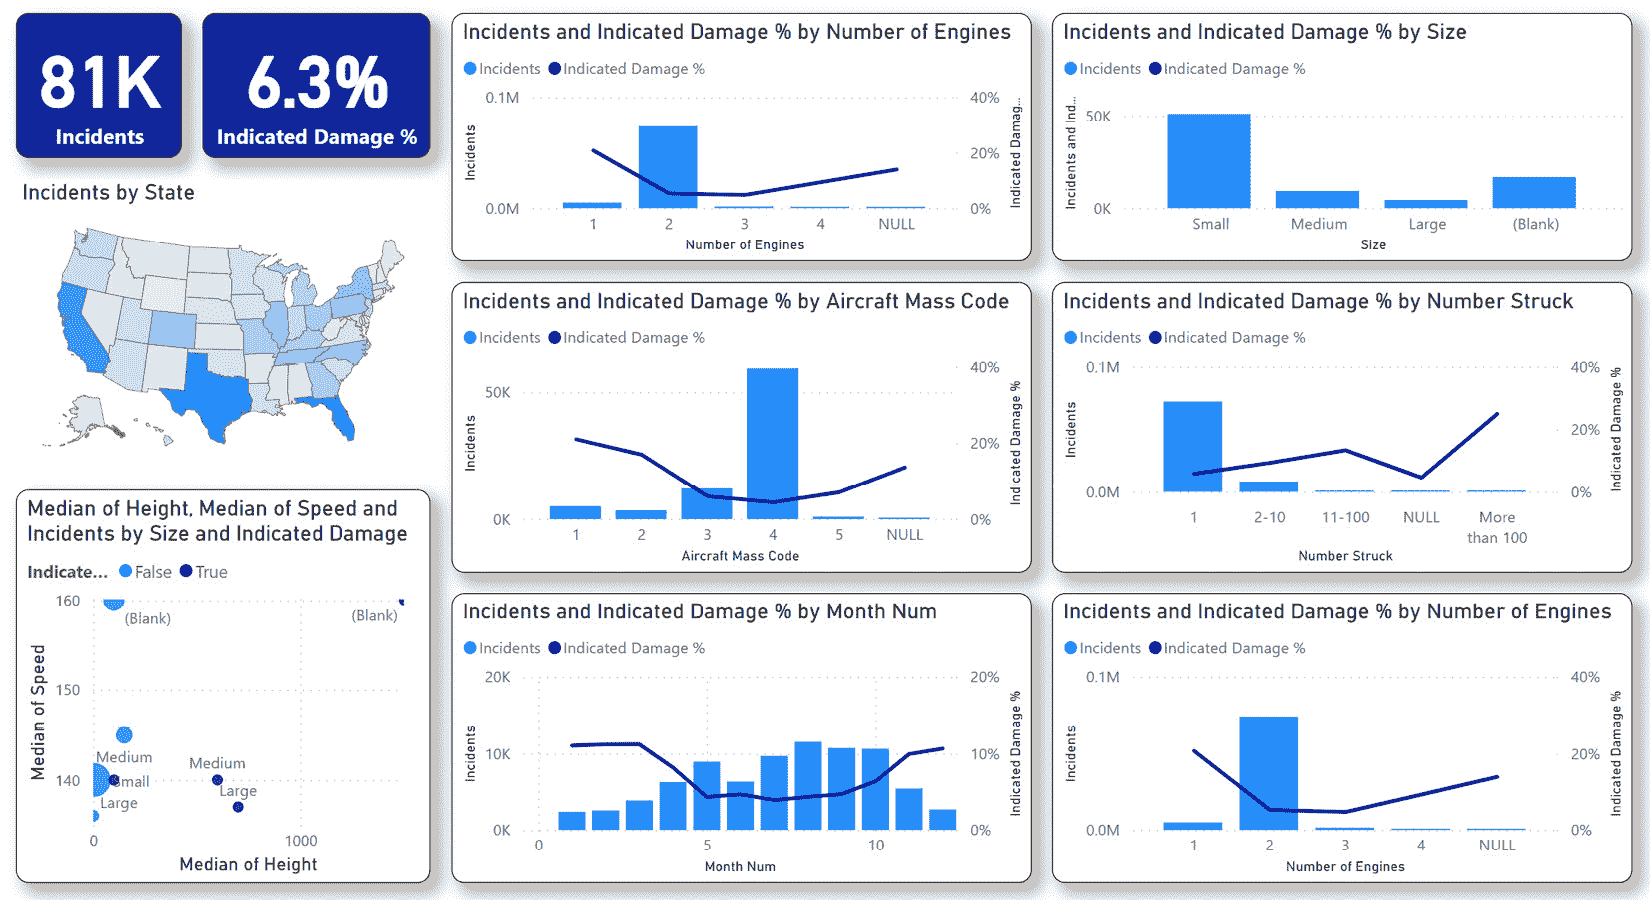 81K
Incidents
6.3%
Indicated Damage %
Incidents by State
Median of Height, Median of Speed and
Incidents by Size and Indicated Damage
Indicate... False True
160
150
140
Median of Speed
(Blank)
(Blank)
Medium
Small
Large
Medium
Large
0 1000
Median of Height
Incidents and Indicated Damage % by Number of Engines
Incidents Indicated Damage %
0.1M
0.0M
Incidents
40%
20%
0%
Indicated Damag...
1 2 3 4 NULL
Number of Engines
Incidents and Indicated Damage % by Size
Incidents Indicated Damage %
50K
0K
Incidents and Ind...
Small Medium Large (Blank)
Size
Incidents and Indicated Damage % by Aircraft Mass Code
Incidents Indicated Damage %
50K
0K
Incidents
40%
20%
0%
Indicated Damage %
1 2 3 4 5 NULL
Aircraft Mass Code
Incidents and Indicated Damage % by Number Struck
Incidents Indicated Damage %
0.1M
0.0M
Incidents
40%
20%
0%
Indicated Damage %
1 2-10 11-100 NULL More
than 100
Number Struck
Incidents and Indicated Damage % by Month Num
Incidents Indicated Damage %
20K
10K
0K
Incidents
20%
10%
0%
Indicated Damage %
0 5 10
Month Num
Incidents and Indicated Damage % by Number of Engines
Incidents Indicated Damage %
0.1M
0.0M
Incidents
40%
20%
0%
Indicated Damage %
1 2 3 4 NULL
Number of Engines